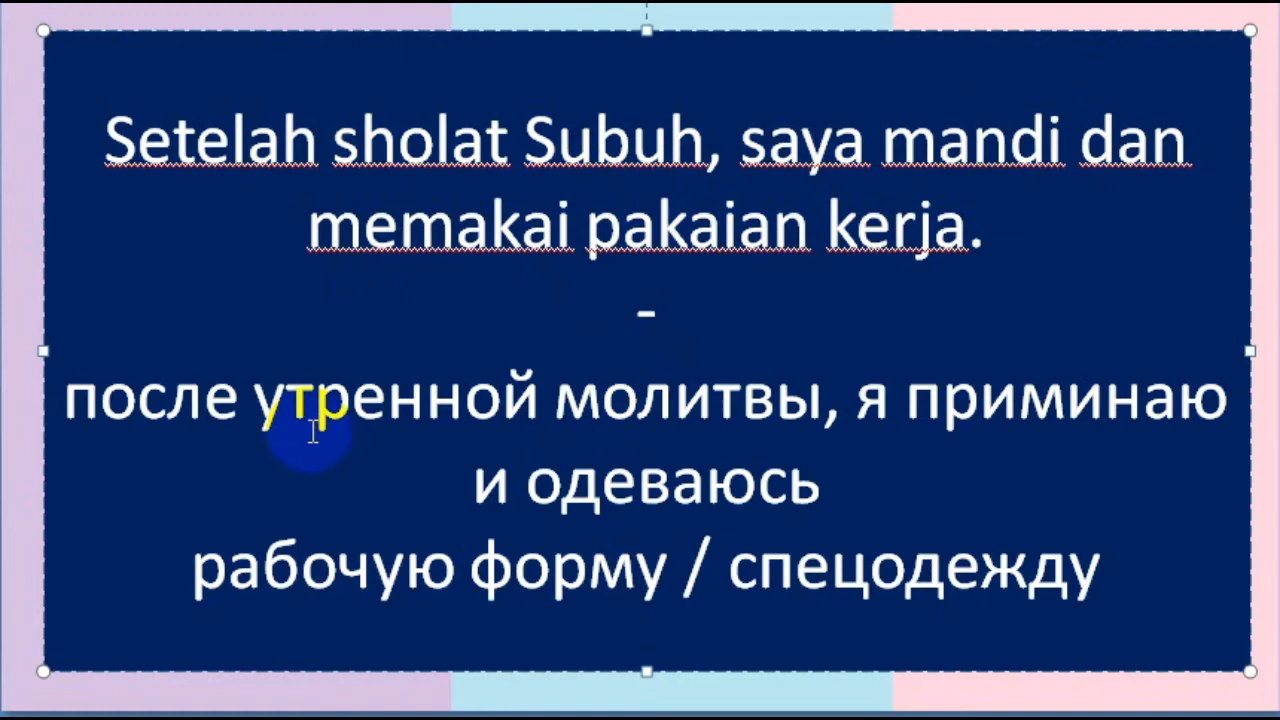 Setelah sholat Subuh, saya mandi dan
memakai pakaian kerja.
-
после утренной молитвы, я приминаю
и одеваюсь
рабочую форму / спецодежду